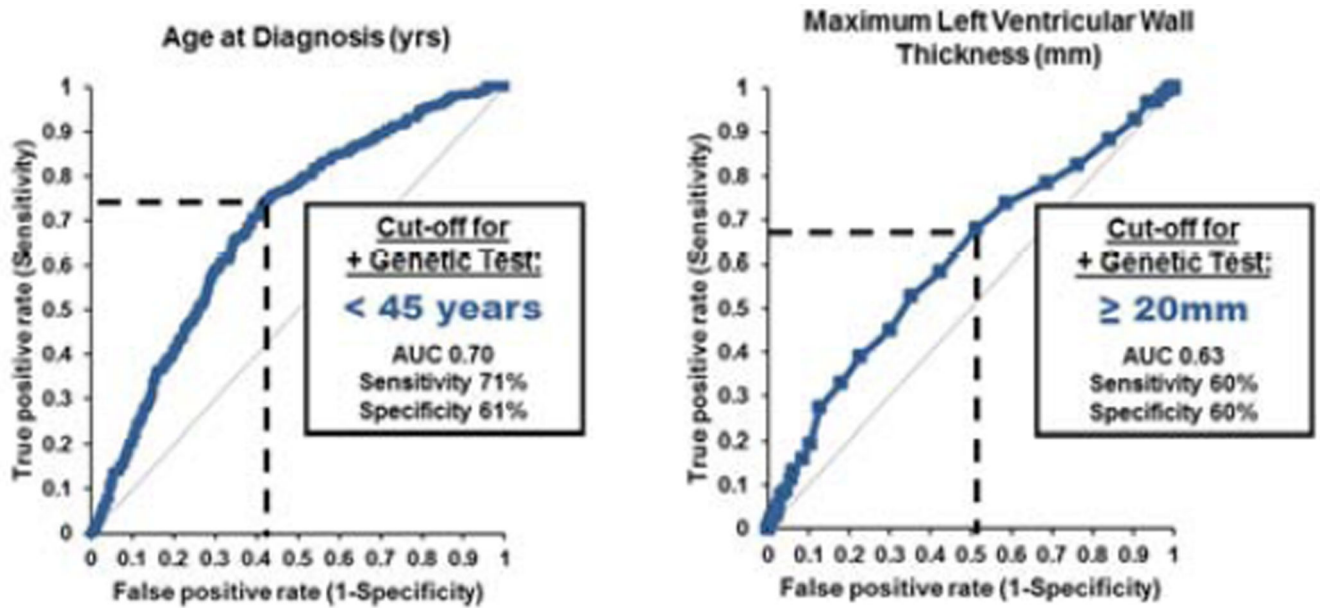 Age at Diagnosis (yrs)
True positive rate (Sensitivity)
1
0.9
0.8
0.7
0.6
0.5
0.4
0.3
0.2
0.1
0
0 0.1 0.2 0.3 0.4 0.5 0.6 0.7 0.8 0.9 1
False positive rate (1-Specificity)
Cut-off for
+ Genetic Test:
< 45 years
AUC 0.70
Sensitivity 71%
Specificity 61%
Maximum Left Ventricular Wall
Thickness (mm)
True positive rate (Sensitivity)
1
0.9
0.8
0.7
0.6
0.5
0.4
0.3
0.2
0.1
0
0 0.1 0.2 0.3 0.4 0.5 0.6 0.7 0.8 0.9 1
False positive rate (1-Specificity)
Cut-off for
+ Genetic Test:
≥ 20mm
AUC 0.63
Sensitivity 60%
Specificity 60%